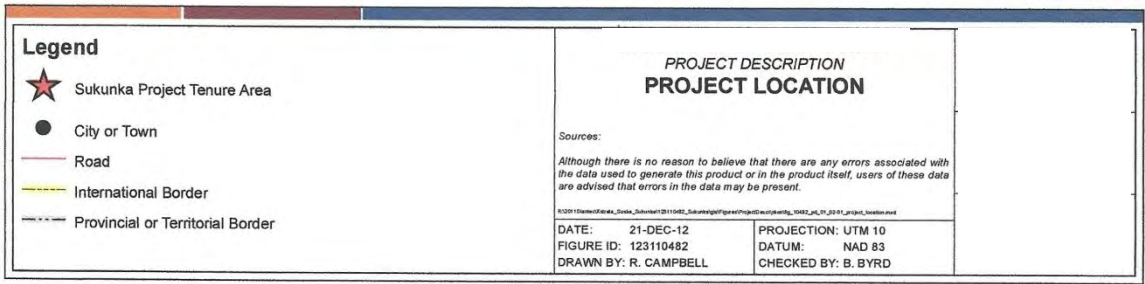 Legend
Sukunka Project Tenure Area
City or Town
Road
International Border
Provincial or Territorial Border
PROJECT DESCRIPTION
PROJECT LOCATION
Sources:
Although there is no reason to believe that there are any errors associated with
the data used to generate this product or in the product itself, users of these data
are advised that errors in the data may be present.
DATE: 21-DEC-12
FIGURE ID: 123110482
DRAWN BY: R. CAMPBELL
PROJECTION: UTM 10
DATUM: NAD 83
CHECKED BY: B. BYRD